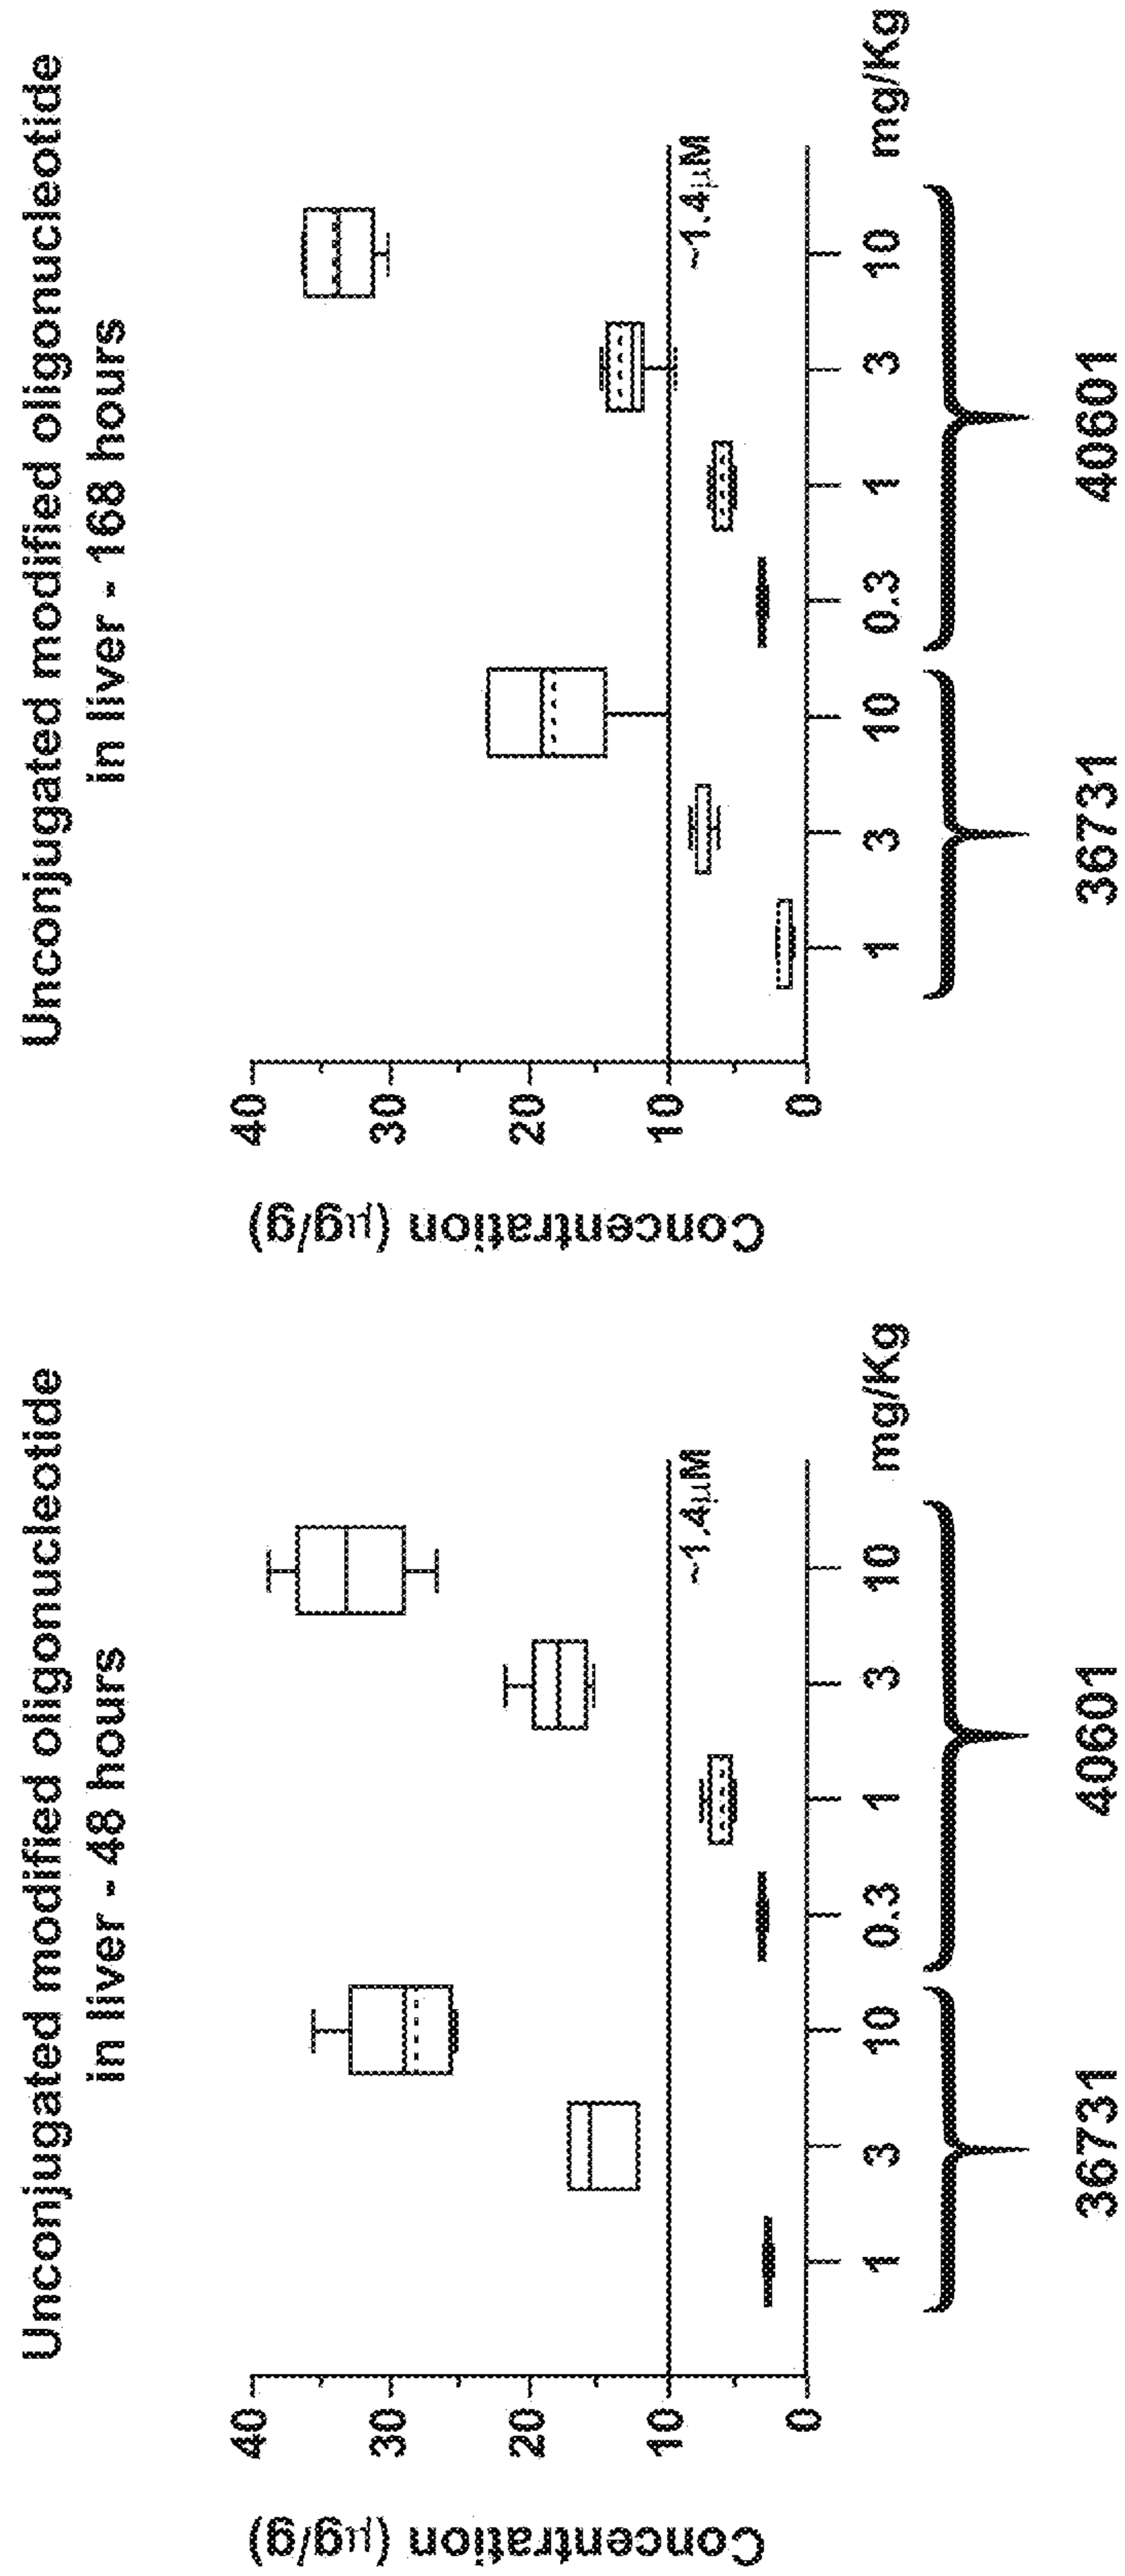 Unconjugated modified oligonucleotide
in liver - 48 hours
Concentration (µg/g)
40
30
20
10
0
~1.4µM
1 3 10 0.3 1 3 10 mg/Kg
36731 40601
Unconjugated modified oligonucleotide
in liver - 168 hours
Concentration (µg/g)
40
30
20
10
0
~1.4µM
1 3 10 0.3 1 3 10 mg/Kg
36731 40601